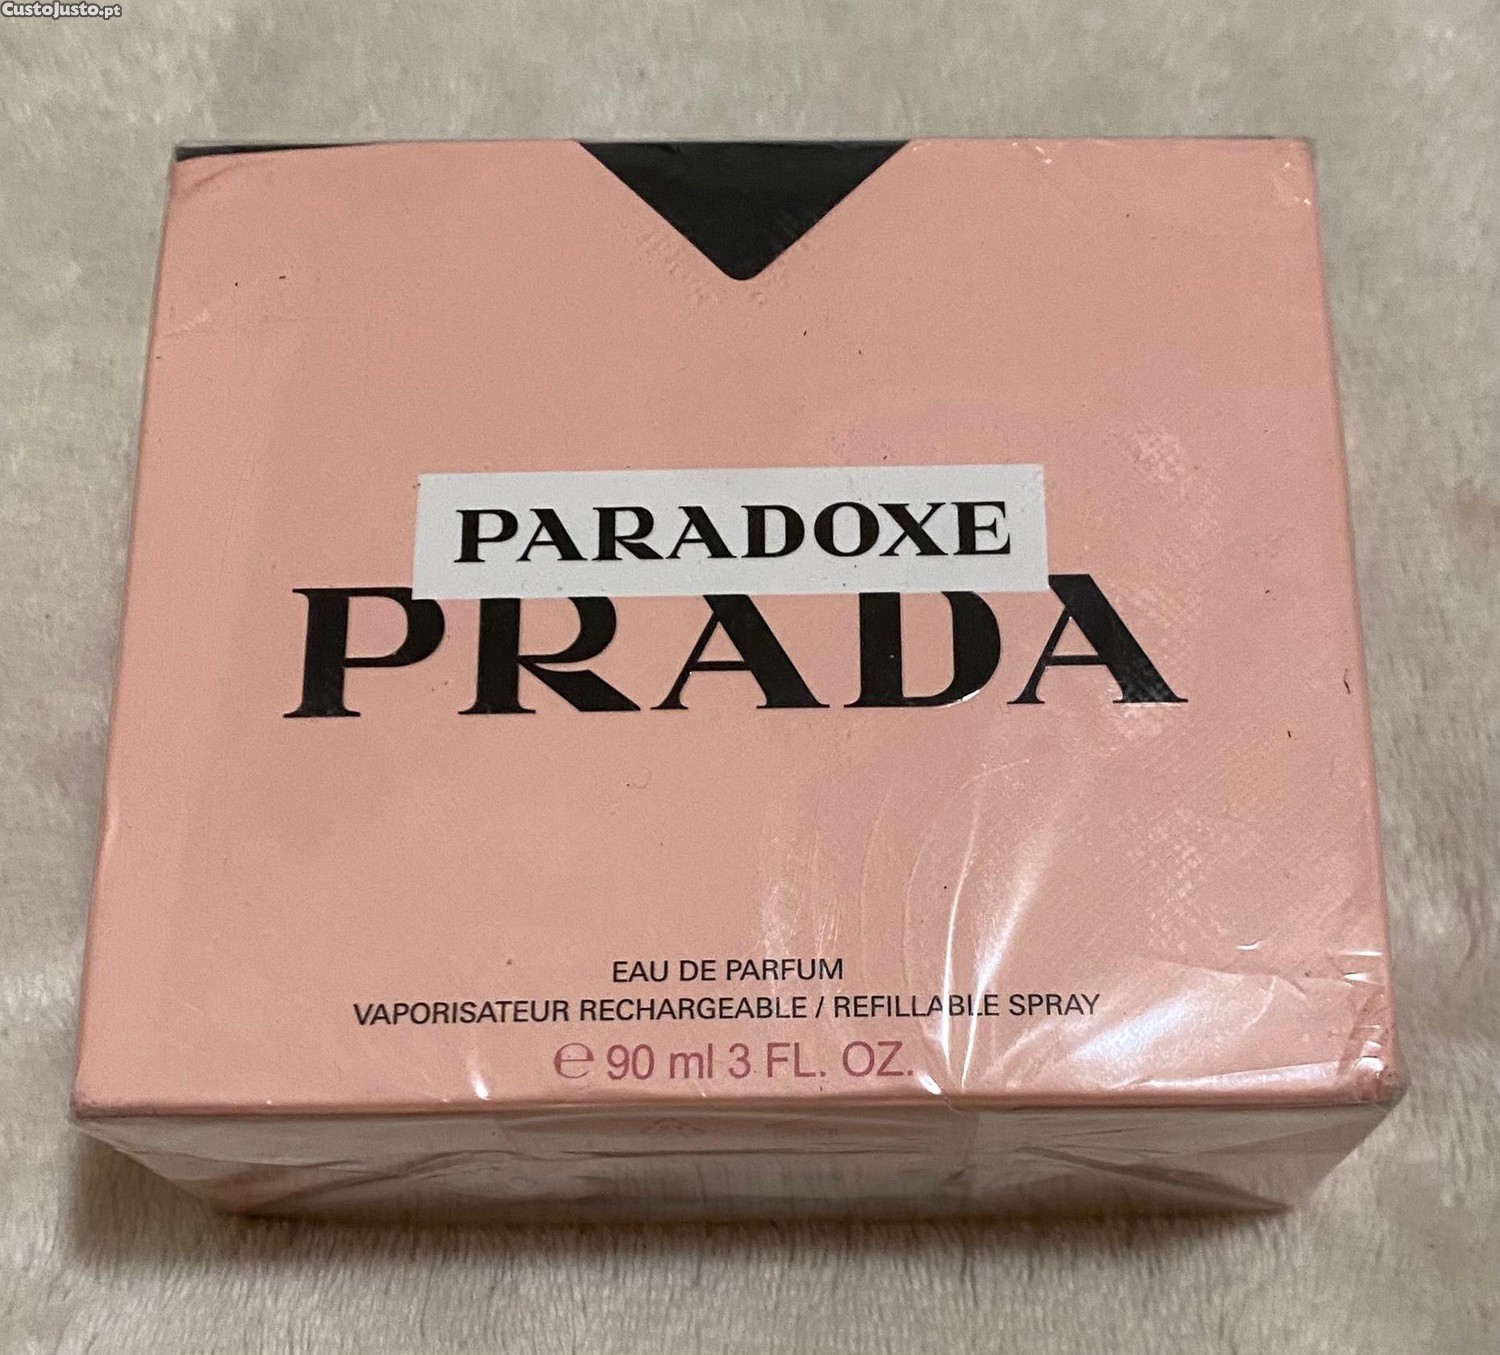 CustoJusto.pt
PARADOXE
PRADA
EAU DE PARFUM
VAPORISATEUR RECHARGEABLE / REFILLABLE SPRAY
℮ 90 ml 3 FL. OZ.